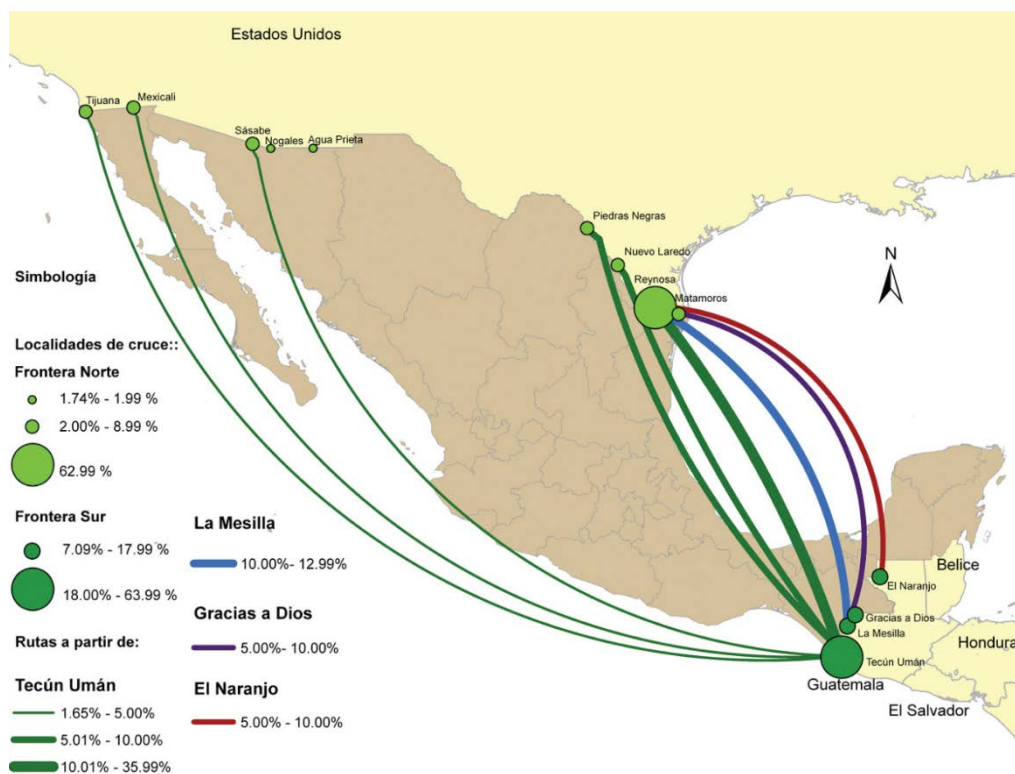 Estados Unidos
Tijuana
Mexicali
Sásabe
Nogales
Agua Prieta
Piedras Negras
Nuevo Laredo
Reynosa
Matamoros
N
Simbología
Localidades de cruce::
Frontera Norte
1.74% - 1.99 %
2.00% - 8.99 %
62.99 %
Frontera Sur
7.09% - 17.99 %
18.00% - 63.99 %
Rutas a partir de:
Tecún Umán
1.65% - 5.00%
5.01% - 10.00%
10.01% - 35.99%
La Mesilla
10.00%- 12.99%
Gracias a Dios
5.00%- 10.00%
El Naranjo
5.00% - 10.00%
Belice
El Naranjo
Gracias a Dios
La Mesilla
Hondura
Tecún Umán
Guatemala
El Salvador